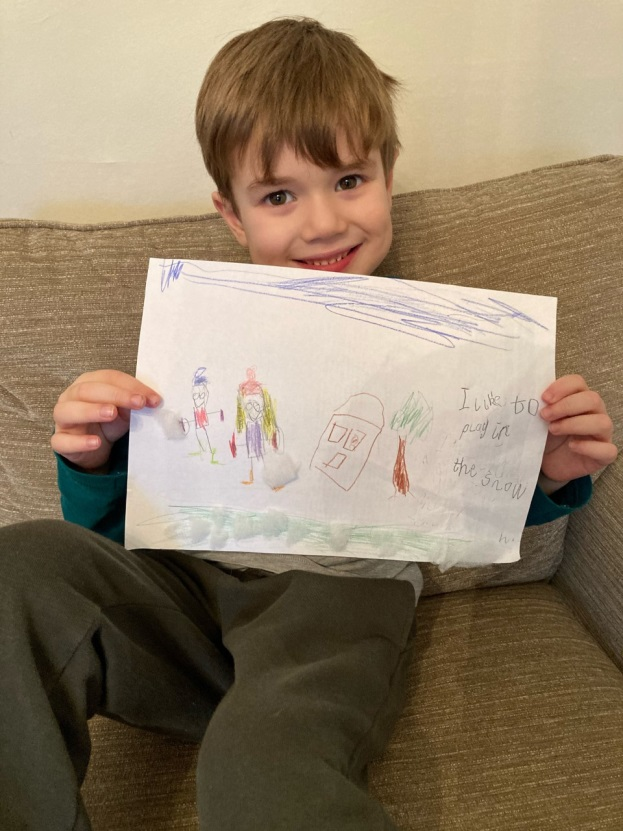 I like to
play in
the snow